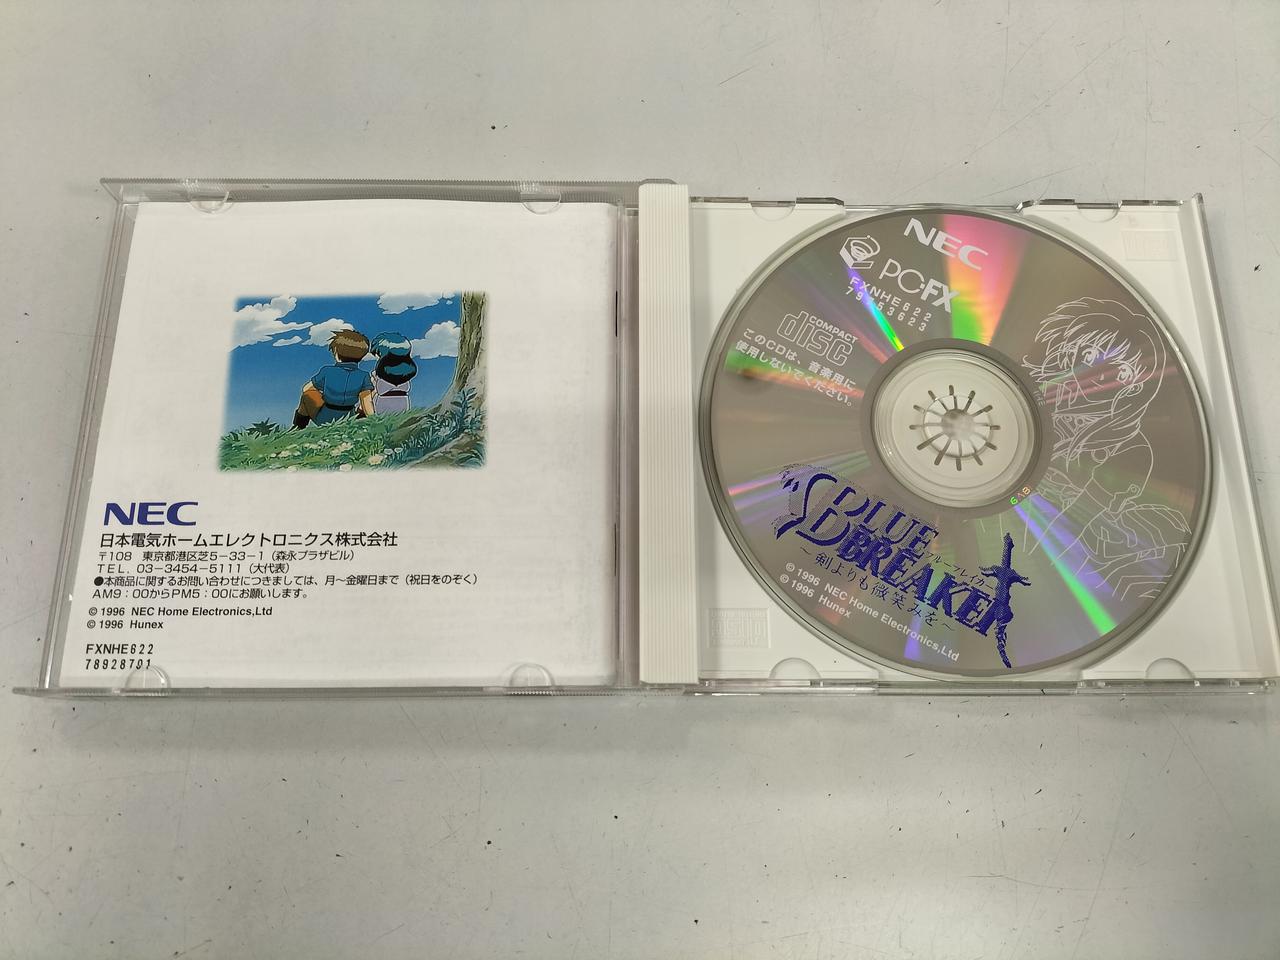 NEC
日本電気ホームエレクトロニクス株式会社
〒108 東京都港区芝5-33-1（森永プラザビル）
TEL. 03-3454-5111（大代表）
●本商品に関するお問い合わせにつきましては、月～金曜日まで（祝日をのぞく）
AM9：00からPM5：00にお願いします。
© 1996 NEC Home Electronics,Ltd
© 1996 Hunex
FXNHE622
78928701
NEC
PC-FX
FXNHE622
79153623
COMPACT
disc
このCDは、音楽用に
使用しないでください。
BLUE
BREAKER
ブルーブレイカー
～剣よりも微笑みを～
© 1996 NEC Home Electronics,Ltd
© 1996 Hunex